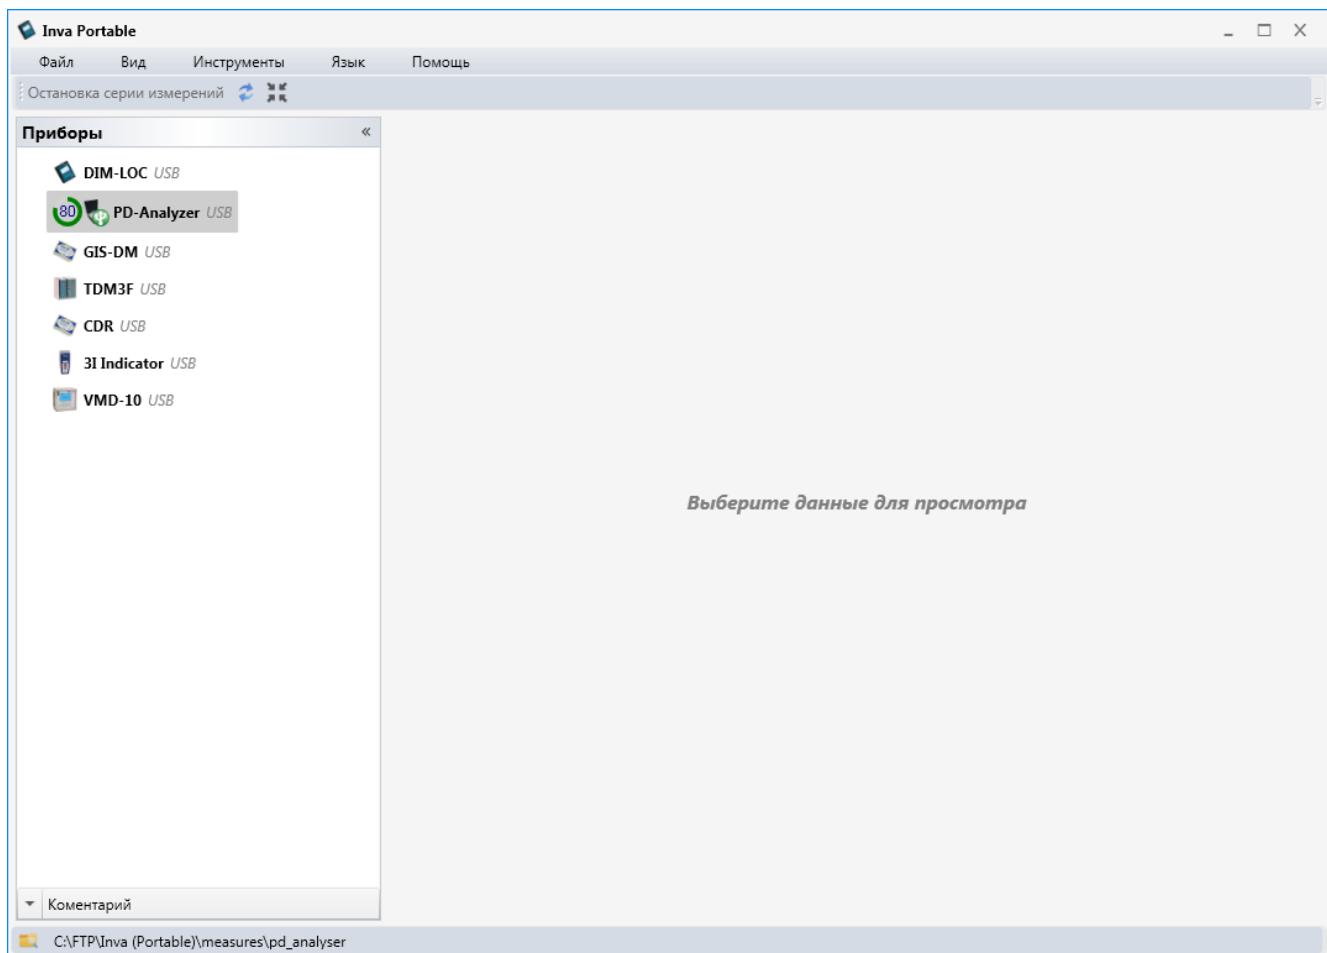 Inva Portable
Файл Вид Инструменты Язык Помощь
Остановка серии измерений
Приборы «
DIM-LOC USB
80 PD-Analyzer USB
GIS-DM USB
TDM3F USB
CDR USB
3I Indicator USB
VMD-10 USB
Выберите данные для просмотра
Коментарий
C:\FTP\Inva (Portable)\measures\pd_analyser